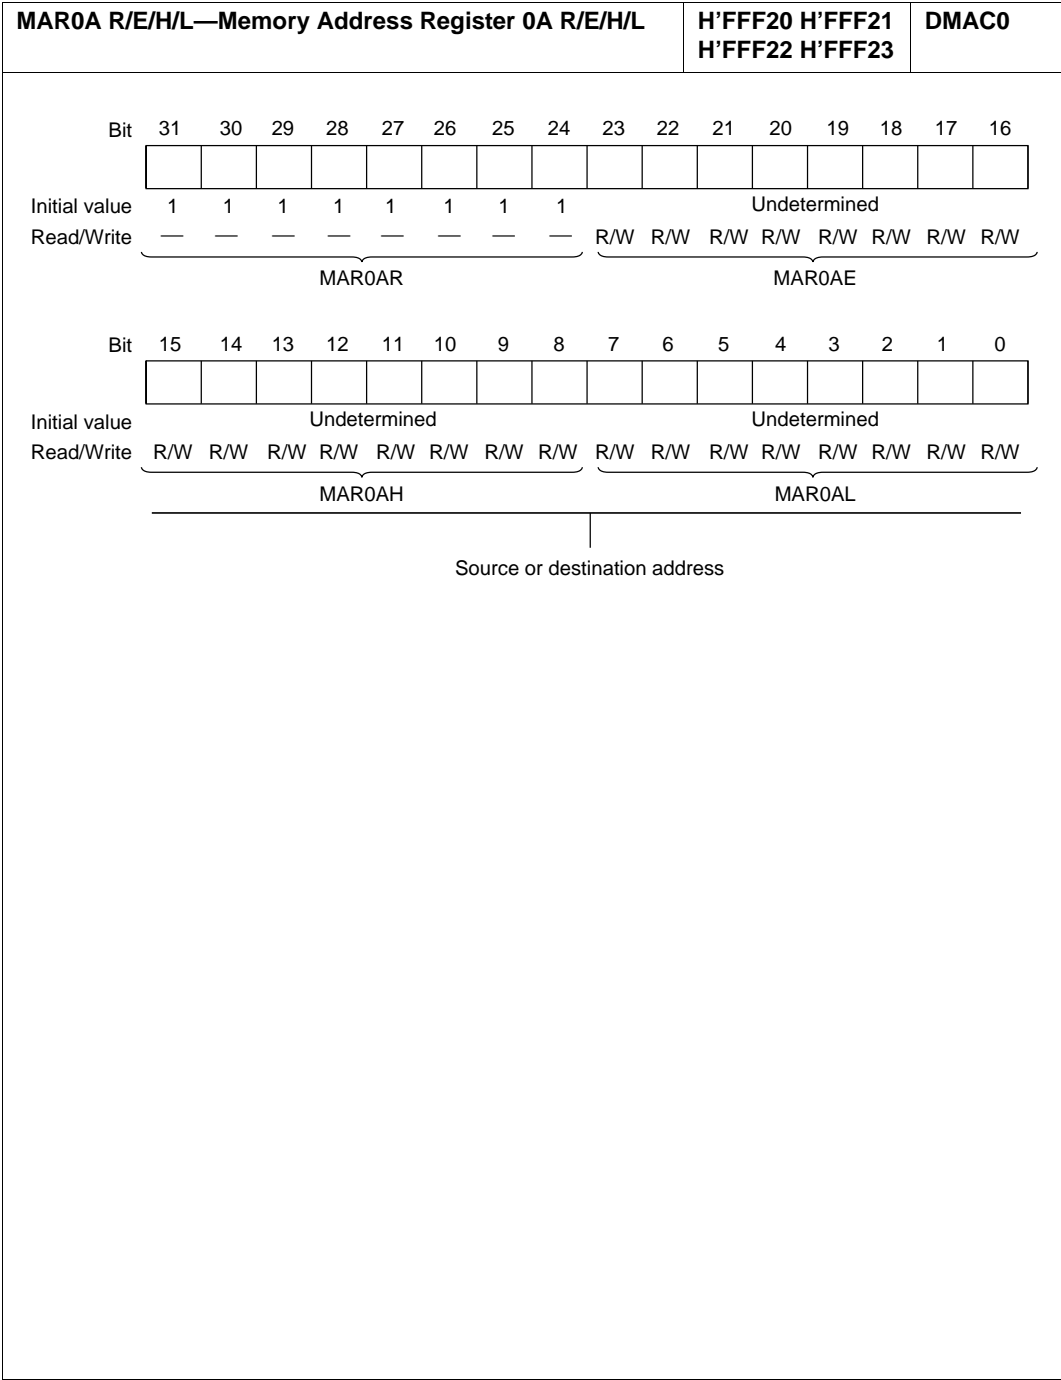 MAR0A R/E/H/L—Memory Address Register 0A R/E/H/L
H’FFF20 H’FFF21
H’FFF22 H’FFF23
DMAC0
Bit 31 30 29 28 27 26 25 24 23 22 21 20 19 18 17 16
Initial value 1 1 1 1 1 1 1 1 Undetermined
Read/Write — — — — — — — — R/W R/W R/W R/W R/W R/W R/W R/W
MAR0AR MAR0AE
Bit 15 14 13 12 11 10 9 8 7 6 5 4 3 2 1 0
Initial value Undetermined Undetermined
Read/Write R/W R/W R/W R/W R/W R/W R/W R/W R/W R/W R/W R/W R/W R/W R/W R/W
MAR0AH MAR0AL
Source or destination address